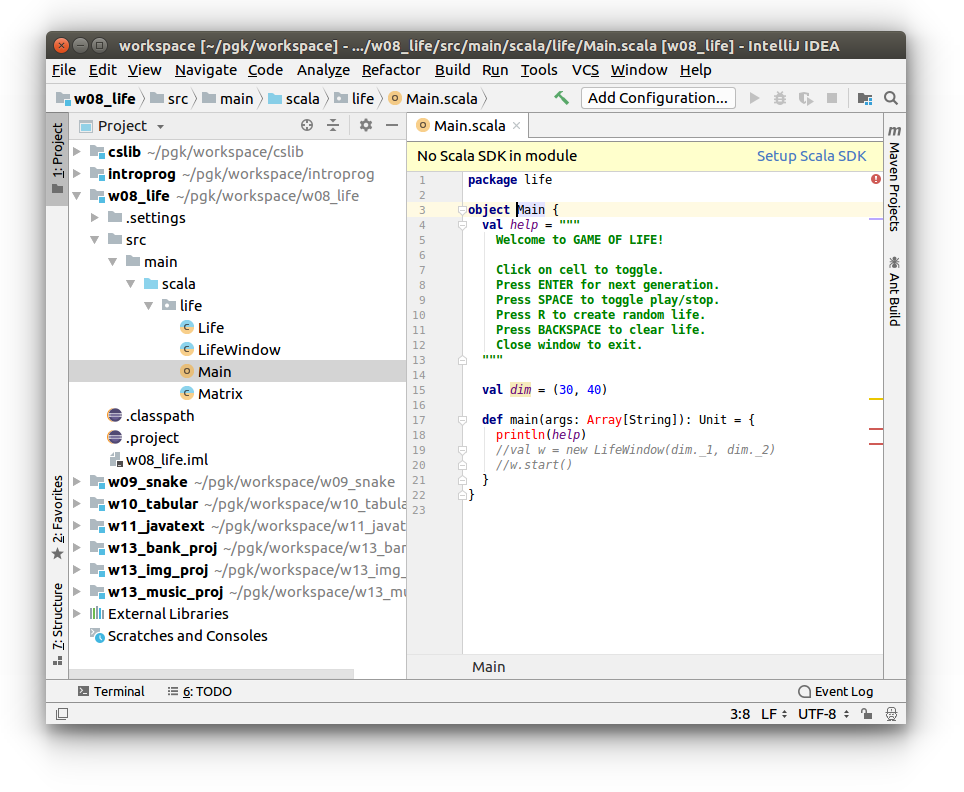 workspace [~/pgk/workspace] - .../w08_life/src/main/scala/life/Main.scala [w08_life] - IntelliJ IDEA
File Edit View Navigate Code Analyze Refactor Build Run Tools VCS Window Help
w08_life src main scala life Main.scala Add Configuration...
1: Project
2: Favorites
7: Structure
Project
cslib ~/pgk/workspace/cslib
introprog ~/pgk/workspace/introprog
w08_life ~/pgk/workspace/w08_life
.settings
src
main
scala
life
Life
LifeWindow
Main
Matrix
.classpath
.project
w08_life.iml
w09_snake ~/pgk/workspace/w09_snake
w10_tabular ~/pgk/workspace/w10_tabula
w11_javatext ~/pgk/workspace/w11_javat
w13_bank_proj ~/pgk/workspace/w13_ban
w13_img_proj ~/pgk/workspace/w13_img_
w13_music_proj ~/pgk/workspace/w13_mu
External Libraries
Scratches and Consoles
Main.scala
No Scala SDK in module Setup Scala SDK
1 package life
2
3 object Main {
4 val help = """
5 Welcome to GAME OF LIFE!
6
7 Click on cell to toggle.
8 Press ENTER for next generation.
9 Press SPACE to toggle play/stop.
10 Press R to create random life.
11 Press BACKSPACE to clear life.
12 Close window to exit.
13 """
14
15 val dim = (30, 40)
16
17 def main(args: Array[String]): Unit = {
18 println(help)
19 //val w = new LifeWindow(dim._1, dim._2)
20 //w.start()
21 }
22 }
23
Main
m Maven Projects
Ant Build
Terminal 6: TODO Event Log
3:8 LF UTF-8